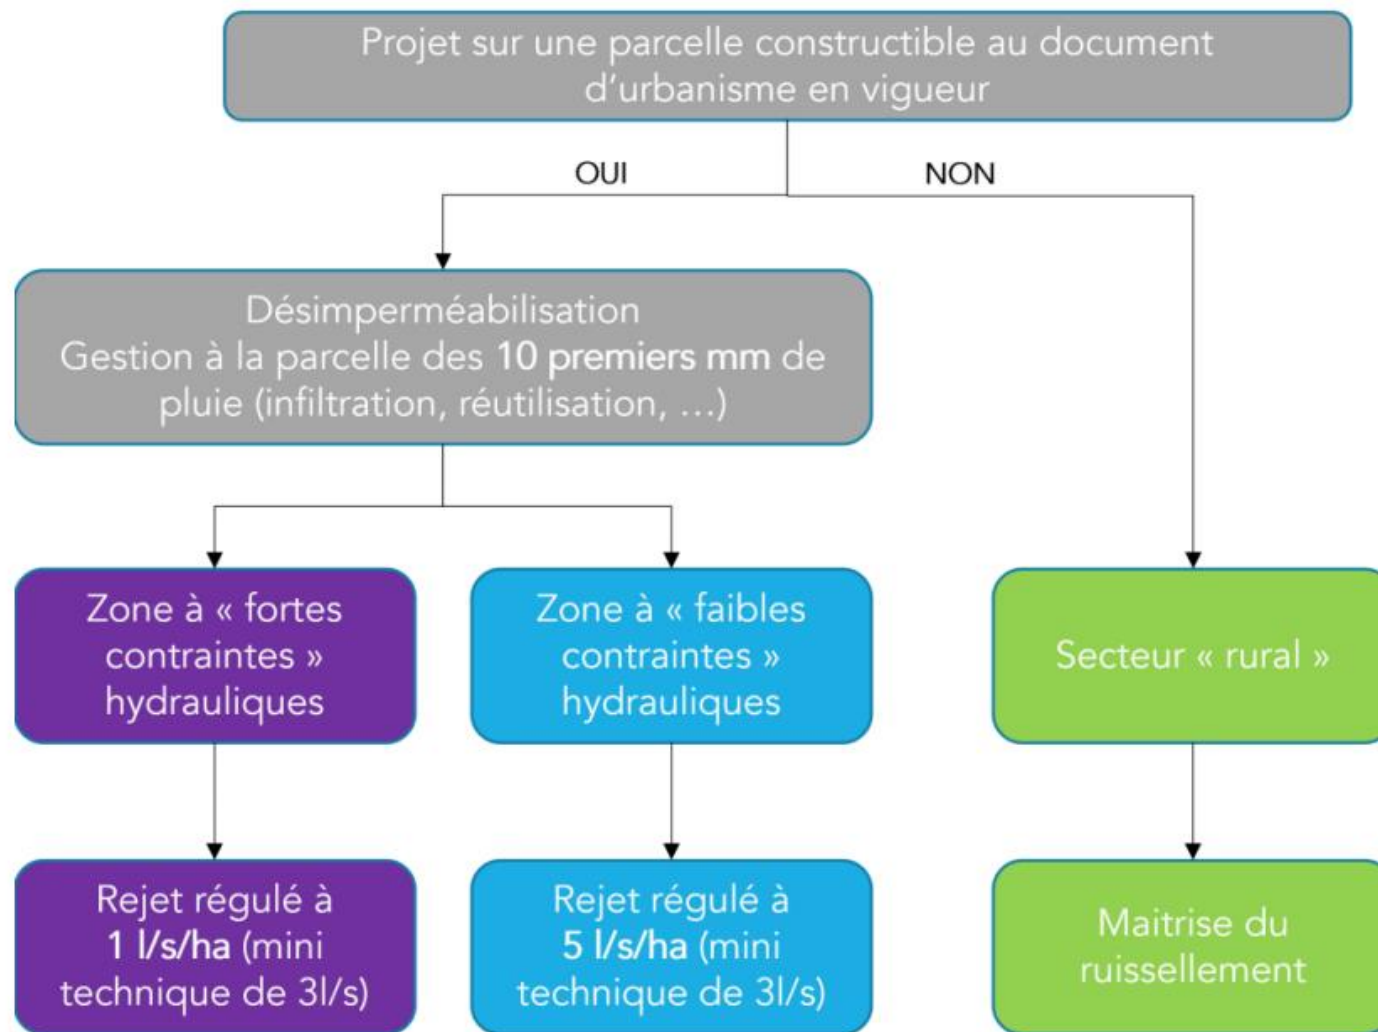 Projet sur une parcelle constructible au document
d'urbanisme en vigueur
OUI
NON
Désimperméabilisation
Gestion à la parcelle des 10 premiers mm de
pluie (infiltration, réutilisation, ...)
Zone à « fortes
contraintes »
hydrauliques
Zone à « faibles
contraintes »
hydrauliques
Secteur « rural »
Rejet régulé à
1 l/s/ha (mini
technique de 3l/s)
Rejet régulé à
5 l/s/ha (mini
technique de 3l/s)
Maitrise du
ruissellement